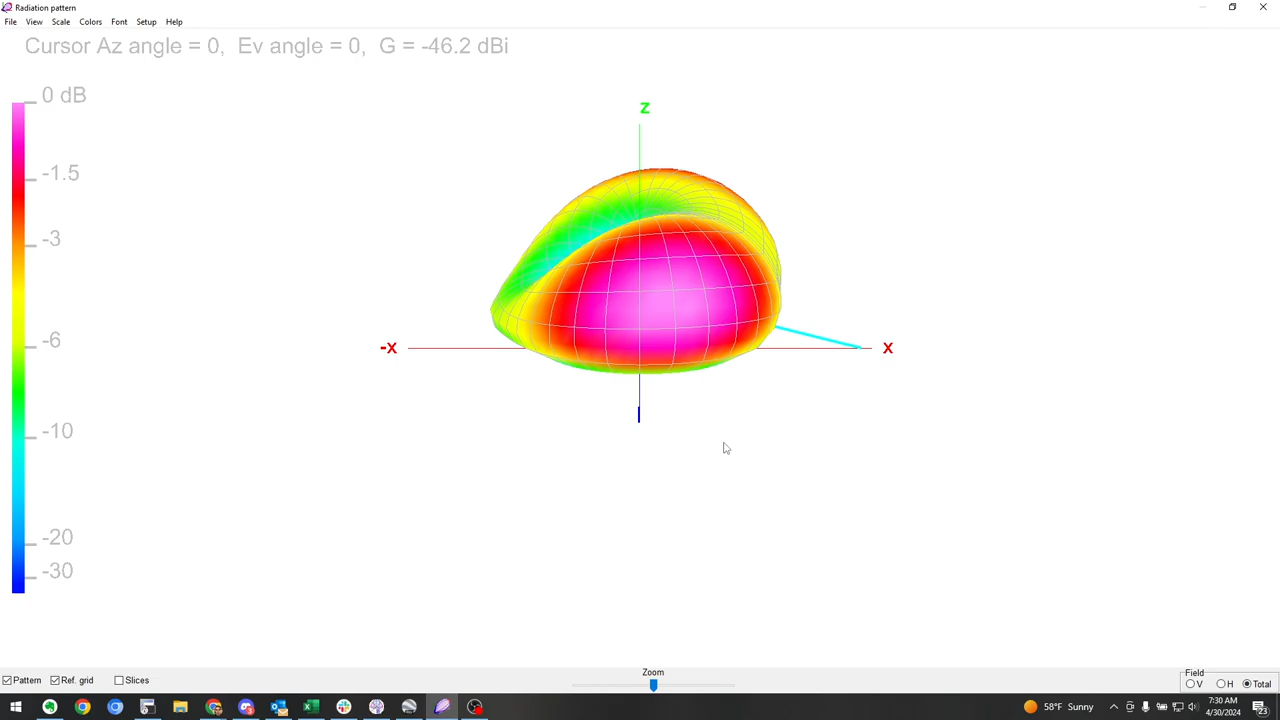 Radiation pattern
File View Scale Colors Font Setup Help
Cursor Az angle = 0, Ev angle = 0, G = -46.2 dBi
0 dB
-1.5
-3
-6
-10
-20
-30
Z
-X
X
Pattern Ref. grid Slices
Zoom
Field
V H Total
58°F Sunny
7:30 AM
4/30/2024